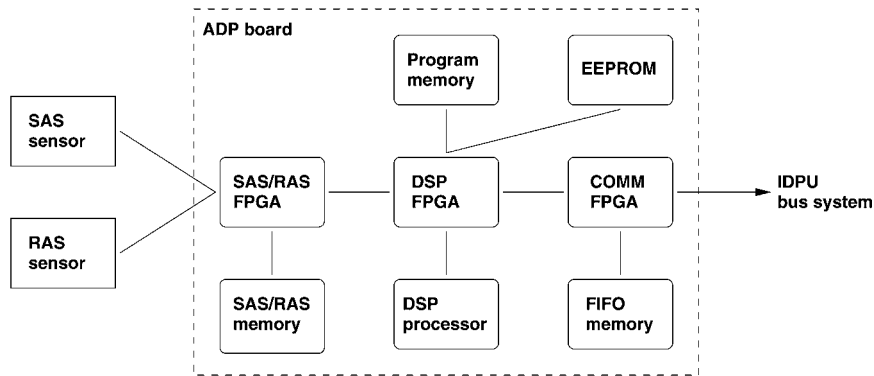 ADP board
Program
memory
EEPROM
SAS
sensor
SAS/RAS
FPGA
DSP
FPGA
COMM
FPGA
IDPU
bus system
RAS
sensor
SAS/RAS
memory
DSP
processor
FIFO
memory